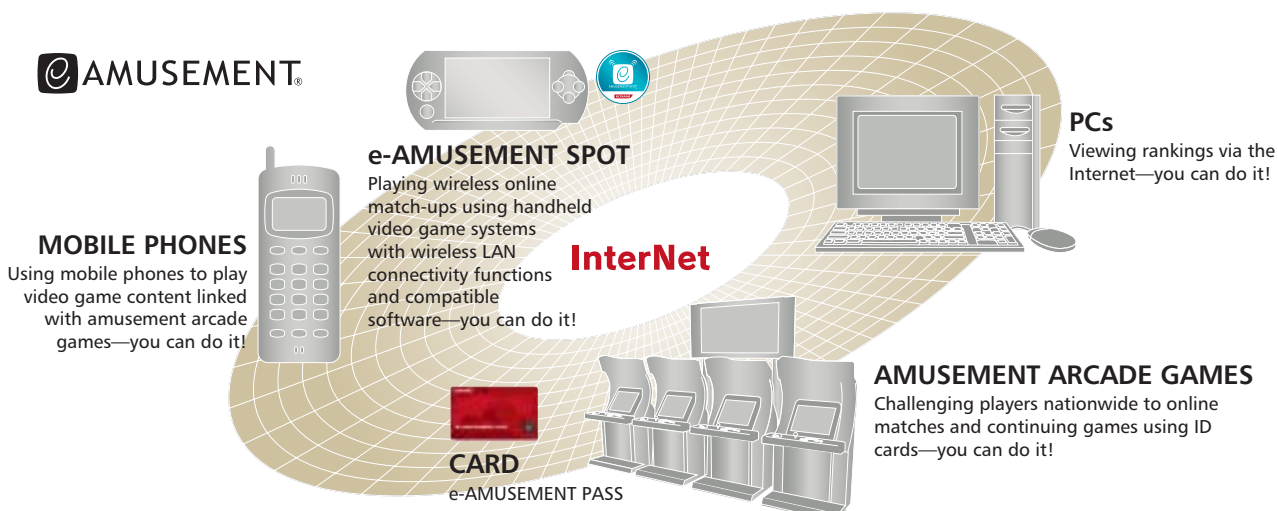 e AMUSEMENT®
e-AMUSEMENT SPOT
Playing wireless online
match-ups using handheld
video game systems
with wireless LAN
connectivity functions
and compatible
software—you can do it!
PCs
Viewing rankings via the
Internet—you can do it!
MOBILE PHONES
Using mobile phones to play
video game content linked
with amusement arcade
games—you can do it!
InterNet
AMUSEMENT ARCADE GAMES
Challenging players nationwide to online
matches and continuing games using ID
cards—you can do it!
CARD
e-AMUSEMENT PASS